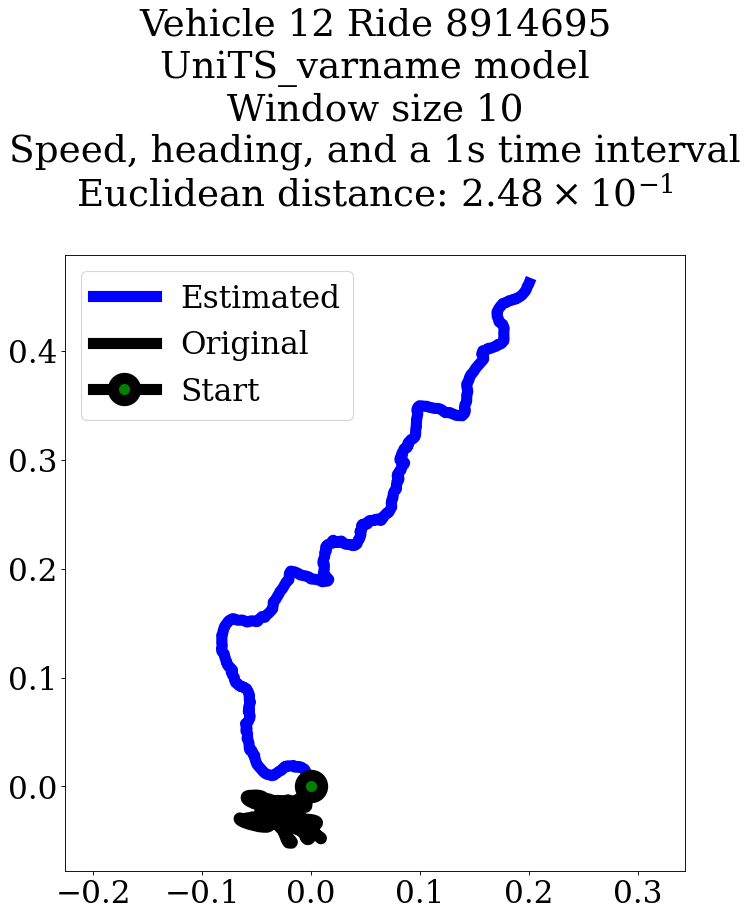 Vehicle 12 Ride 8914695
UniTS_varname model
Window size 10
Speed, heading, and a 1s time interval
Euclidean distance: 2.48 × 10⁻¹
Estimated
Original
Start
0.4
0.3
0.2
0.1
0.0
−0.2 −0.1 0.0 0.1 0.2 0.3